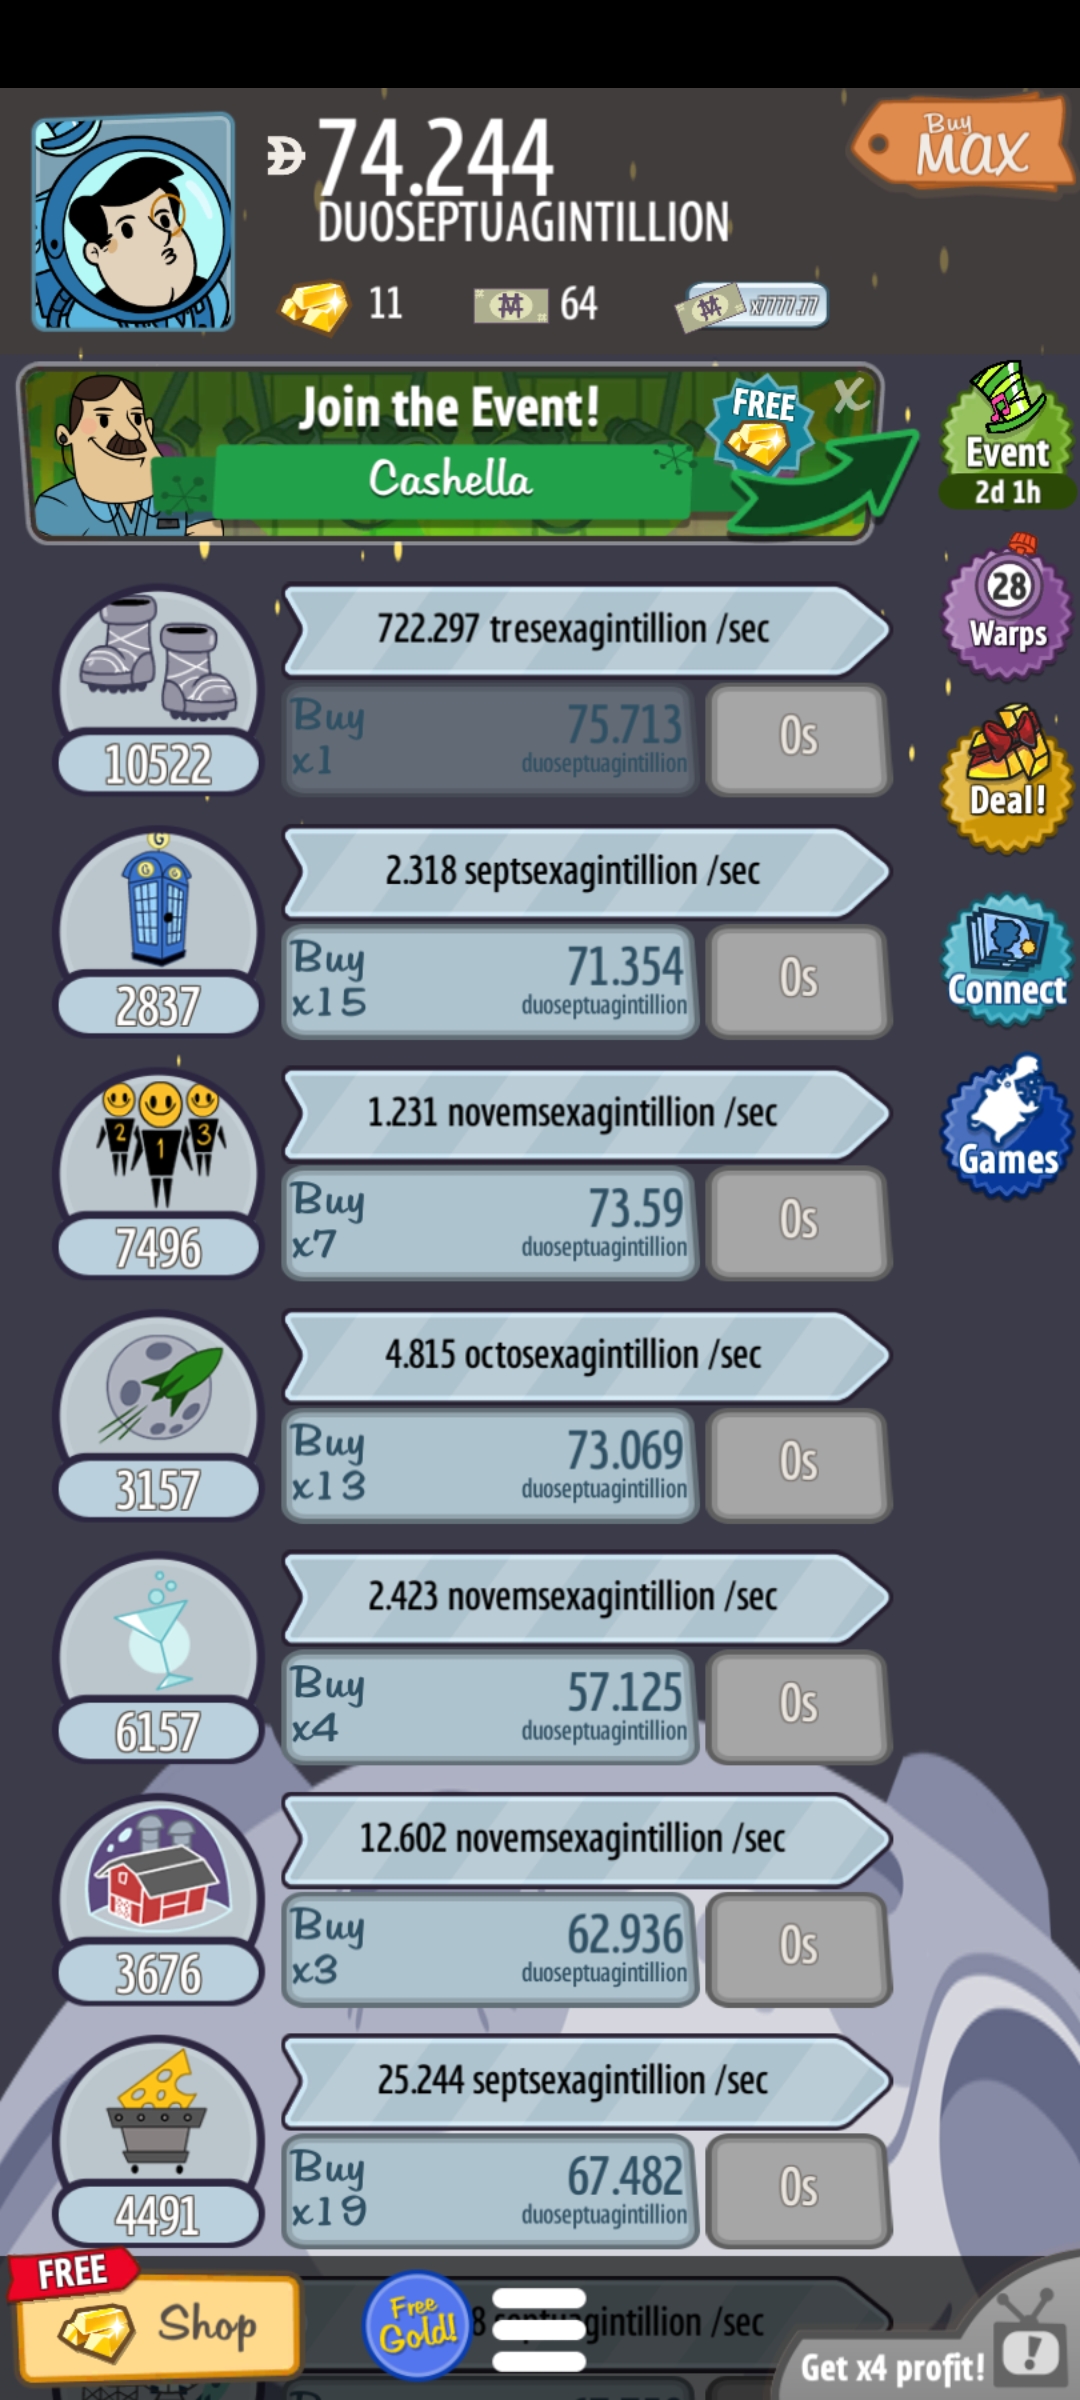 74.244
DUOSEPTUAGINTILLION
Buy
MAX
11
64
x7777.77
Join the Event!
Cashella
FREE
X
Event
2d 1h
28
Warps
Deal!
Connect
Games
722.297 tresexagintillion /sec
10522
Buy
x1
75.713
duoseptuagintillion
0s
2.318 septsexagintillion /sec
G
G G
2837
Buy
x15
71.354
duoseptuagintillion
0s
1.231 novemsexagintillion /sec
2 1 3
7496
Buy
x7
73.59
duoseptuagintillion
0s
4.815 octosexagintillion /sec
3157
Buy
x13
73.069
duoseptuagintillion
0s
2.423 novemsexagintillion /sec
6157
Buy
x4
57.125
duoseptuagintillion
0s
12.602 novemsexagintillion /sec
3676
Buy
x3
62.936
duoseptuagintillion
0s
25.244 septsexagintillion /sec
4491
Buy
x19
67.482
duoseptuagintillion
0s
FREE
Shop
Free
Gold!
/sec
Get x4 profit!